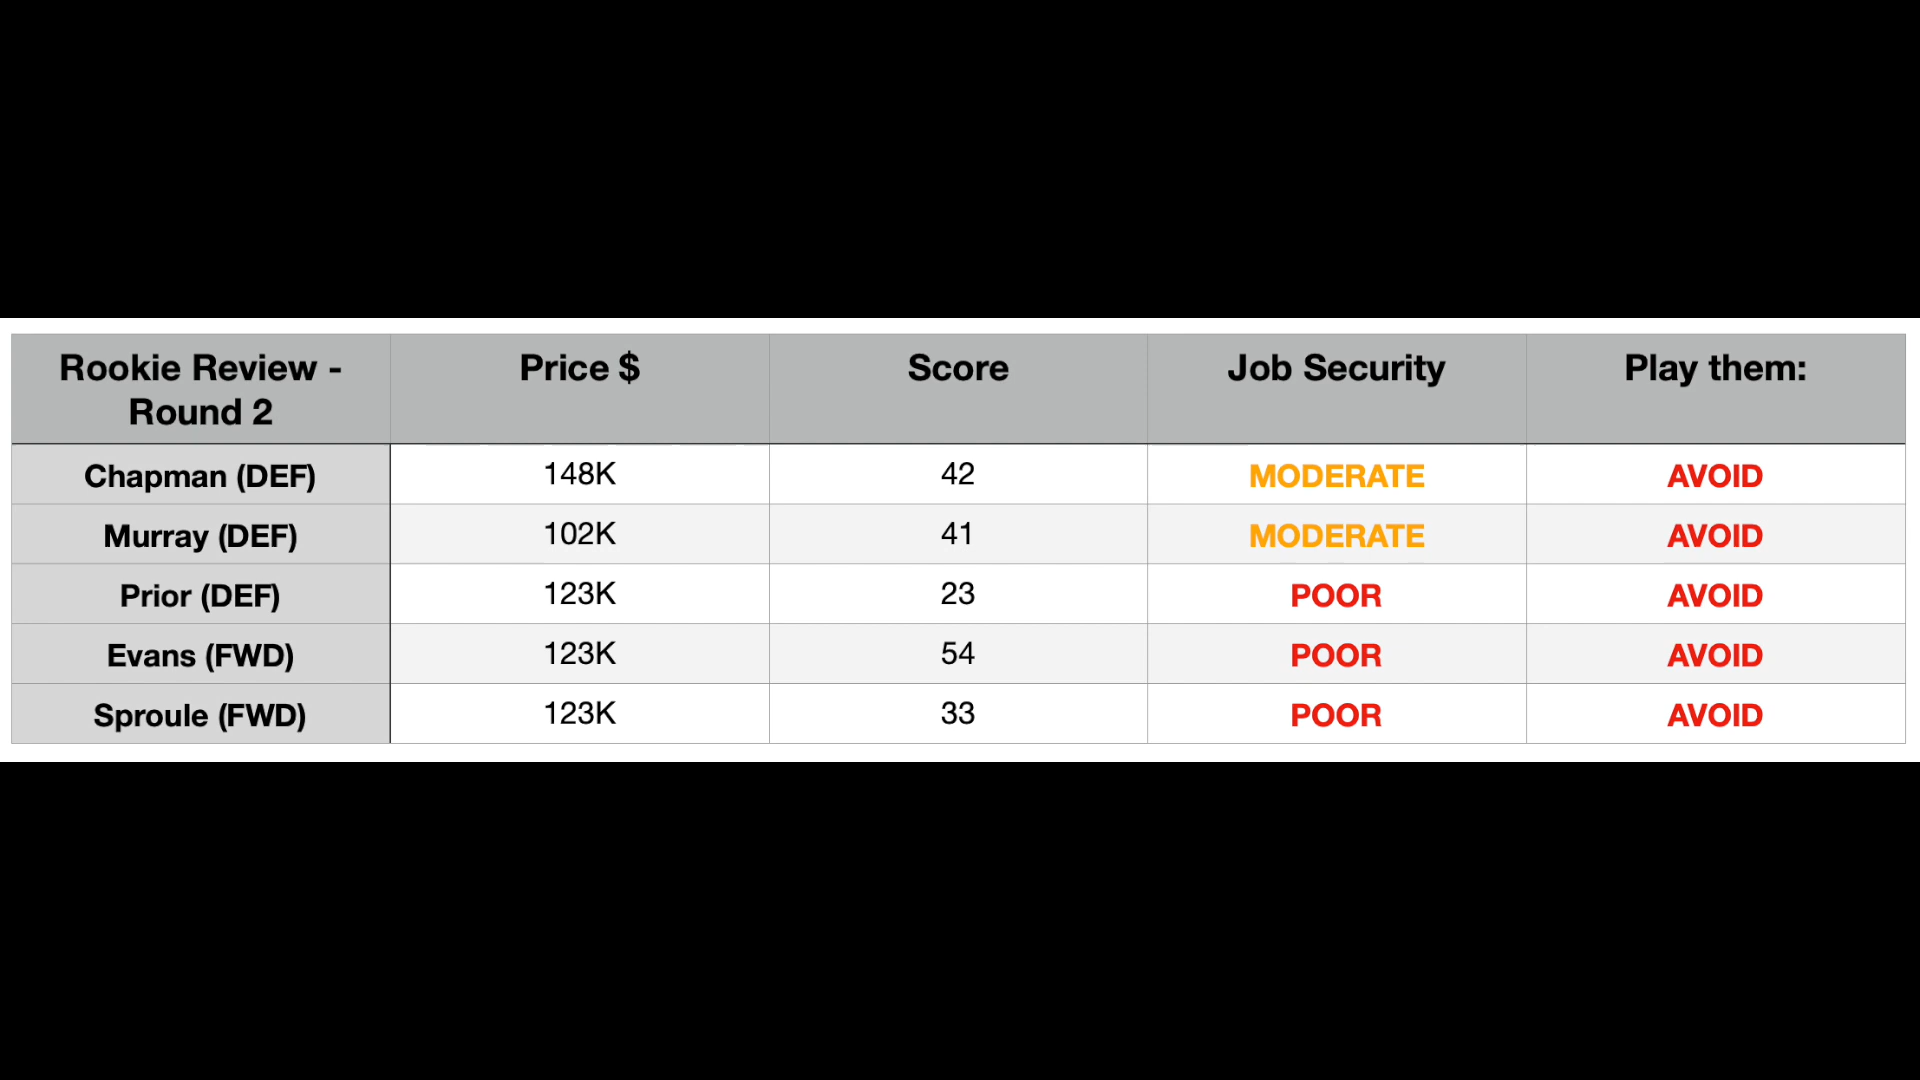 Rookie Review - Round 2 Price $ Score Job Security Play them:
Chapman (DEF) 148K 42 MODERATE AVOID
Murray (DEF) 102K 41 MODERATE AVOID
Prior (DEF) 123K 23 POOR AVOID
Evans (FWD) 123K 54 POOR AVOID
Sproule (FWD) 123K 33 POOR AVOID